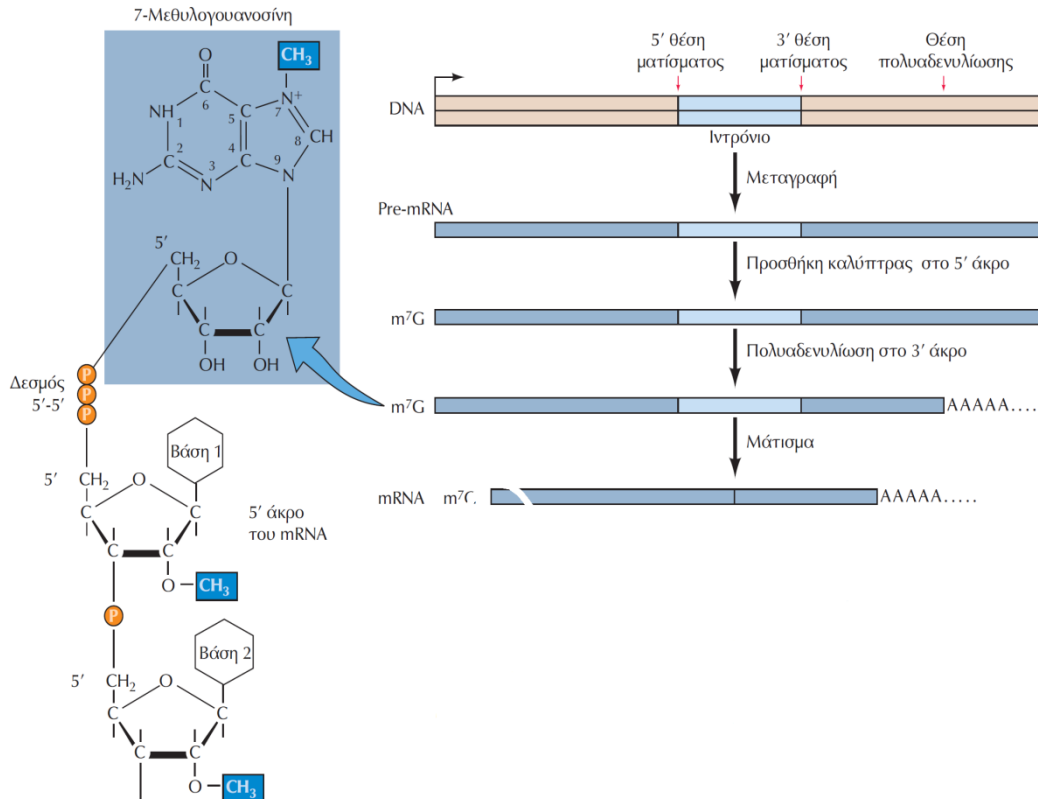 7-Μεθυλογουανοσίνη
CH3
O
C
6
N+
7
NH
1
C
5
CH
8
C
2
C
4
N
9
H2N
N
3
N
5′
CH2
O
C
C
C
C
OH
OH
Δεσμός
5′-5′
P
P
P
5′
CH2
O
Βάση 1
C
C
C
C
5′ άκρο
του mRNA
O
CH3
P
5′
CH2
O
Βάση 2
C
C
C
C
O
CH3
5′ θέση
ματίσματος
3′ θέση
ματίσματος
Θέση
πολυαδενυλίωσης
DNA
Ιντρόνιο
Μεταγραφή
Pre-mRNA
Προσθήκη καλύπτρας στο 5′ άκρο
m7G
Πολυαδενυλίωση στο 3′ άκρο
m7G
AAAAA....
Μάτισμα
mRNA
m7G
AAAAA.....